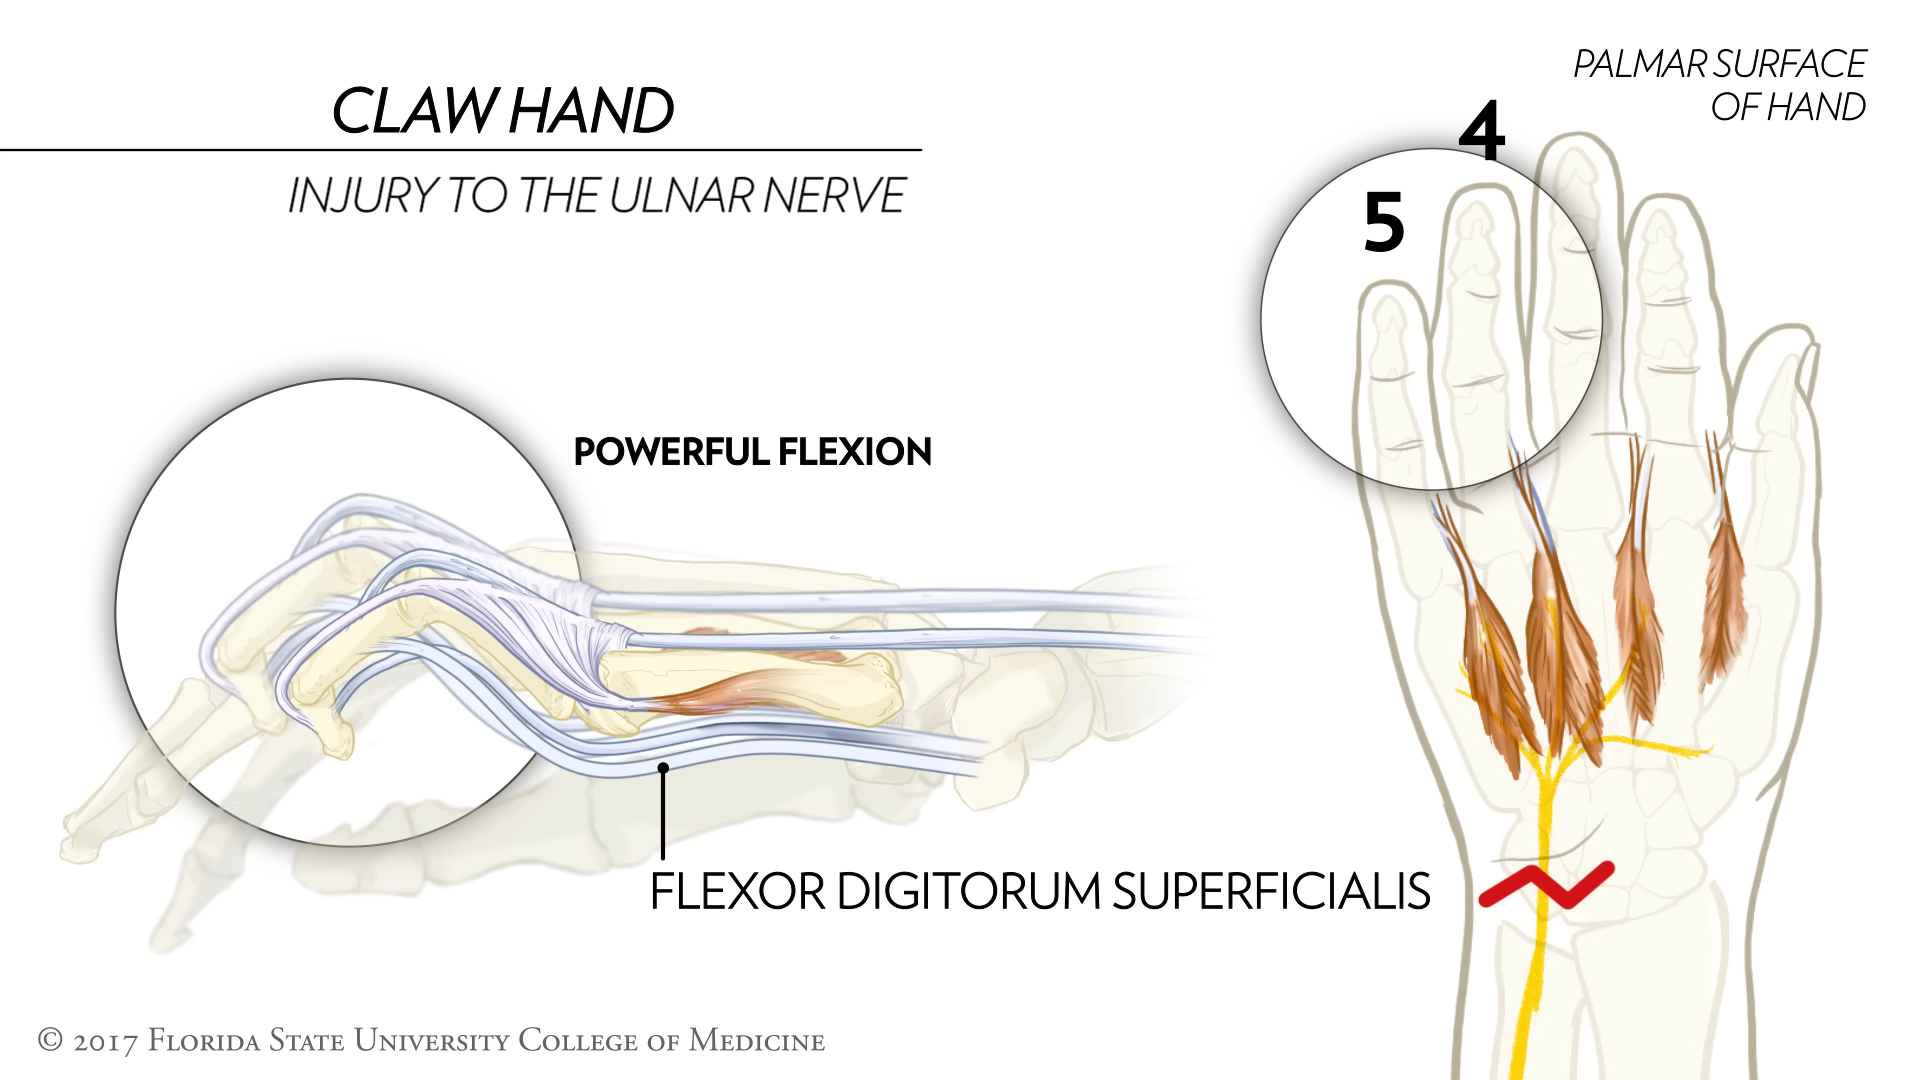 CLAW HAND
INJURY TO THE ULNAR NERVE
PALMAR SURFACE
OF HAND
4
5
POWERFUL FLEXION
FLEXOR DIGITORUM SUPERFICIALIS
© 2017 Florida State University College of Medicine